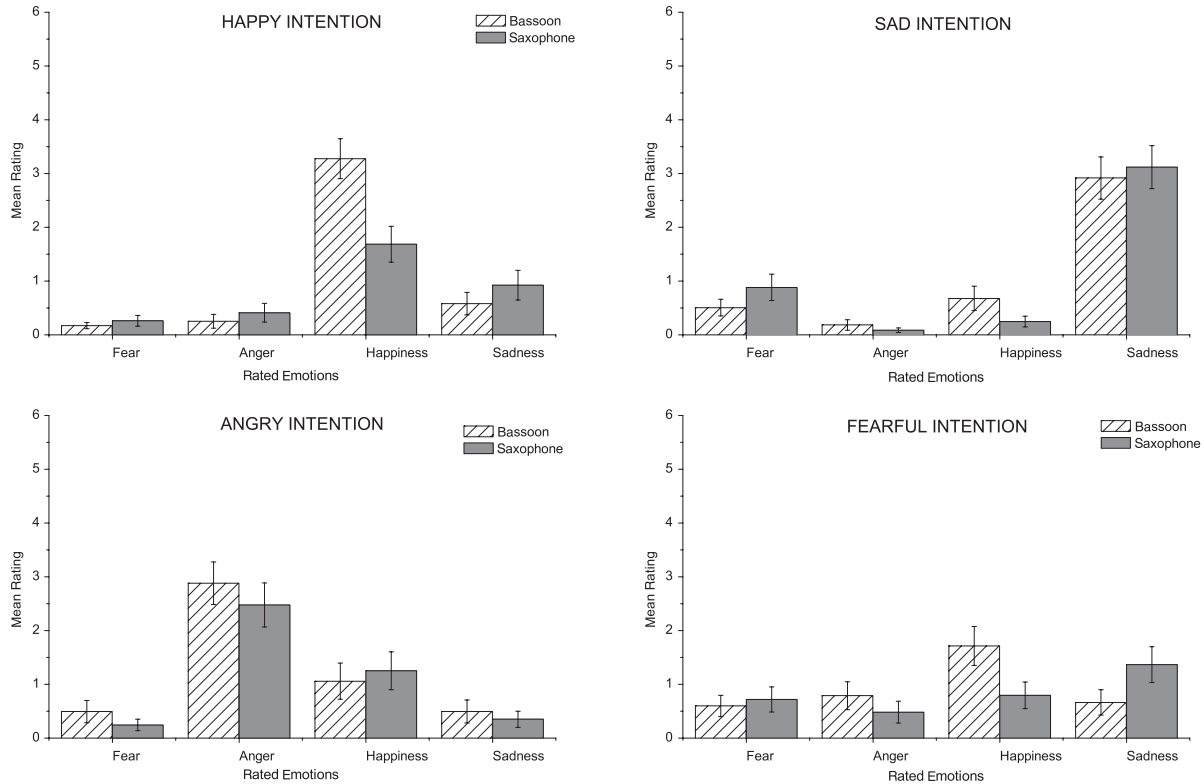 HAPPY INTENTION
Bassoon
Saxophone
6
5
4
3
2
1
0
Mean Rating
Fear Anger Happiness Sadness
Rated Emotions
SAD INTENTION
6
5
4
3
2
1
0
Mean Rating
Fear Anger Happiness Sadness
Rated Emotions
ANGRY INTENTION
Bassoon
Saxophone
6
5
4
3
2
1
0
Mean Rating
Fear Anger Happiness Sadness
Rated Emotions
FEARFUL INTENTION
Bassoon
Saxophone
6
5
4
3
2
1
0
Mean Rating
Fear Anger Happiness Sadness
Rated Emotions